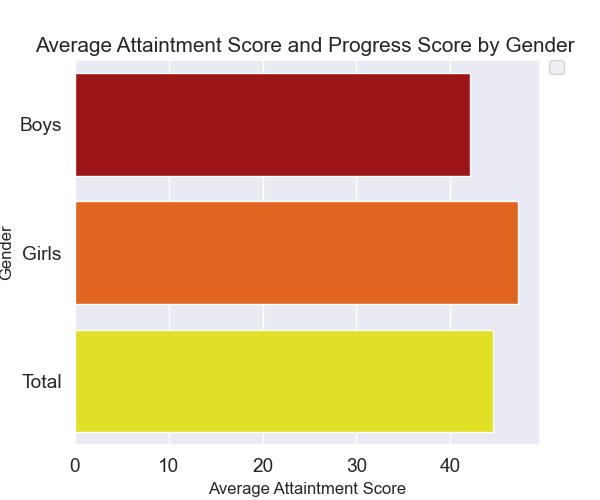 Average Attaintment Score and Progress Score by Gender
Boys
Girls
Total
Gender
0 10 20 30 40
Average Attaintment Score